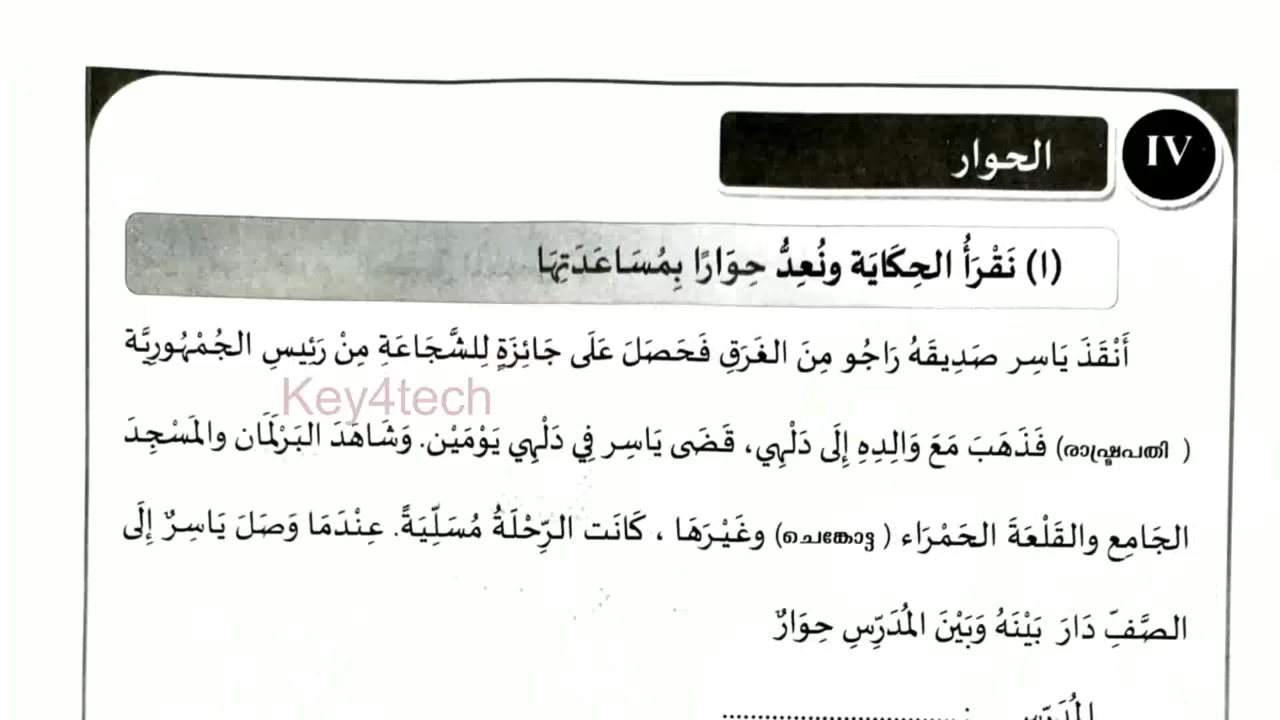 IV
الحوار
(١) نَقْرَأُ الحِكَايَة ونُعِدُّ حِوَارًا بِمُسَاعَدَتِهَا
أَنْقَذَ يَاسِر صَدِيقَهُ رَاجُو مِنَ الغَرَقِ فَحَصَلَ عَلَى جَائِزَةٍ لِلشَّجَاعَةِ مِنْ رَئِيسِ الجُمْهُورِيَّة
Key4tech
(രാഷ്ട്രപതി) فَذَهَبَ مَعَ وَالِدِهِ إِلَى دَلْهِي، قَضَى يَاسِر فِي دَلْهِي يَوْمَيْن. وَشَاهَدَ البَرْلَمَان والمَسْجِدَ
الجَامِع والقَلْعَةَ الحَمْرَاء (ചെങ്കോട്ട) وغَيْرَهَا ، كَانَت الرِّحْلَةُ مُسَلِّيَةً. عِنْدَمَا وَصَلَ يَاسِرٌ إِلَى
الصَّفِّ دَارَ بَيْنَهُ وَبَيْنَ المُدَرِّسِ حِوَارٌ
المُدَرِّس : ..............................